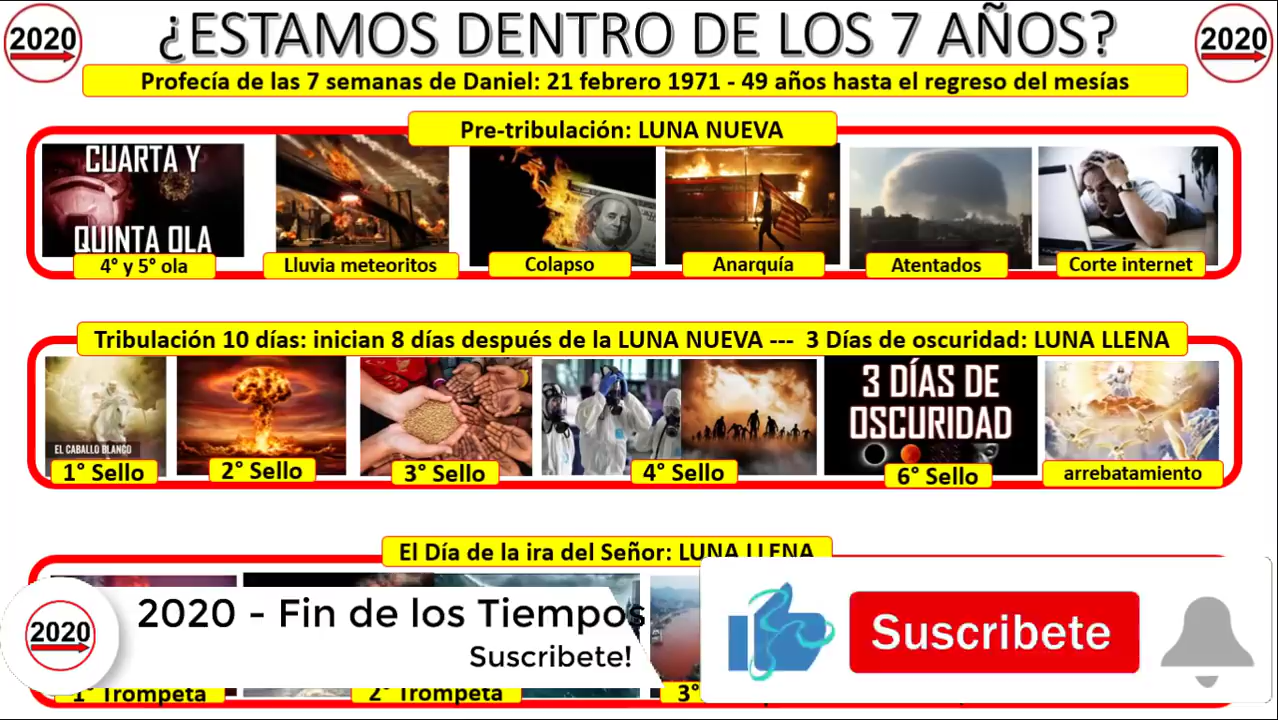 2020
¿ESTAMOS DENTRO DE LOS 7 AÑOS?
2020
Profecía de las 7 semanas de Daniel: 21 febrero 1971 - 49 años hasta el regreso del mesías
Pre-tribulación: LUNA NUEVA
CUARTA Y
QUINTA OLA
4° y 5° ola
Lluvia meteoritos
Colapso
Anarquía
Atentados
Corte internet
Tribulación 10 días: inician 8 días después de la LUNA NUEVA --- 3 Días de oscuridad: LUNA LLENA
EL CABALLO BLANCO
3 DÍAS DE
OSCURIDAD
1° Sello
2° Sello
3° Sello
4° Sello
6° Sello
arrebatamiento
El Día de la ira del Señor: LUNA LLENA
2020
2020 - Fin de los Tiempos
Suscribete!
Suscribete
1° Trompeta
2° Trompeta
3°